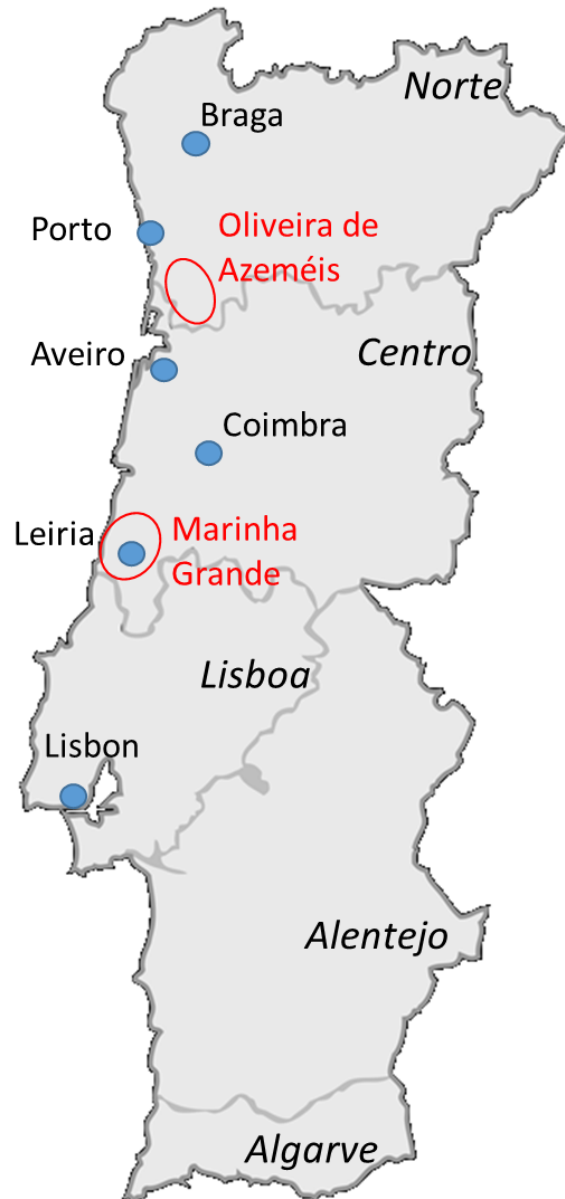 Norte
Braga
Porto
Oliveira de
Azeméis
Aveiro
Centro
Coimbra
Leiria
Marinha
Grande
Lisboa
Lisbon
Alentejo
Algarve